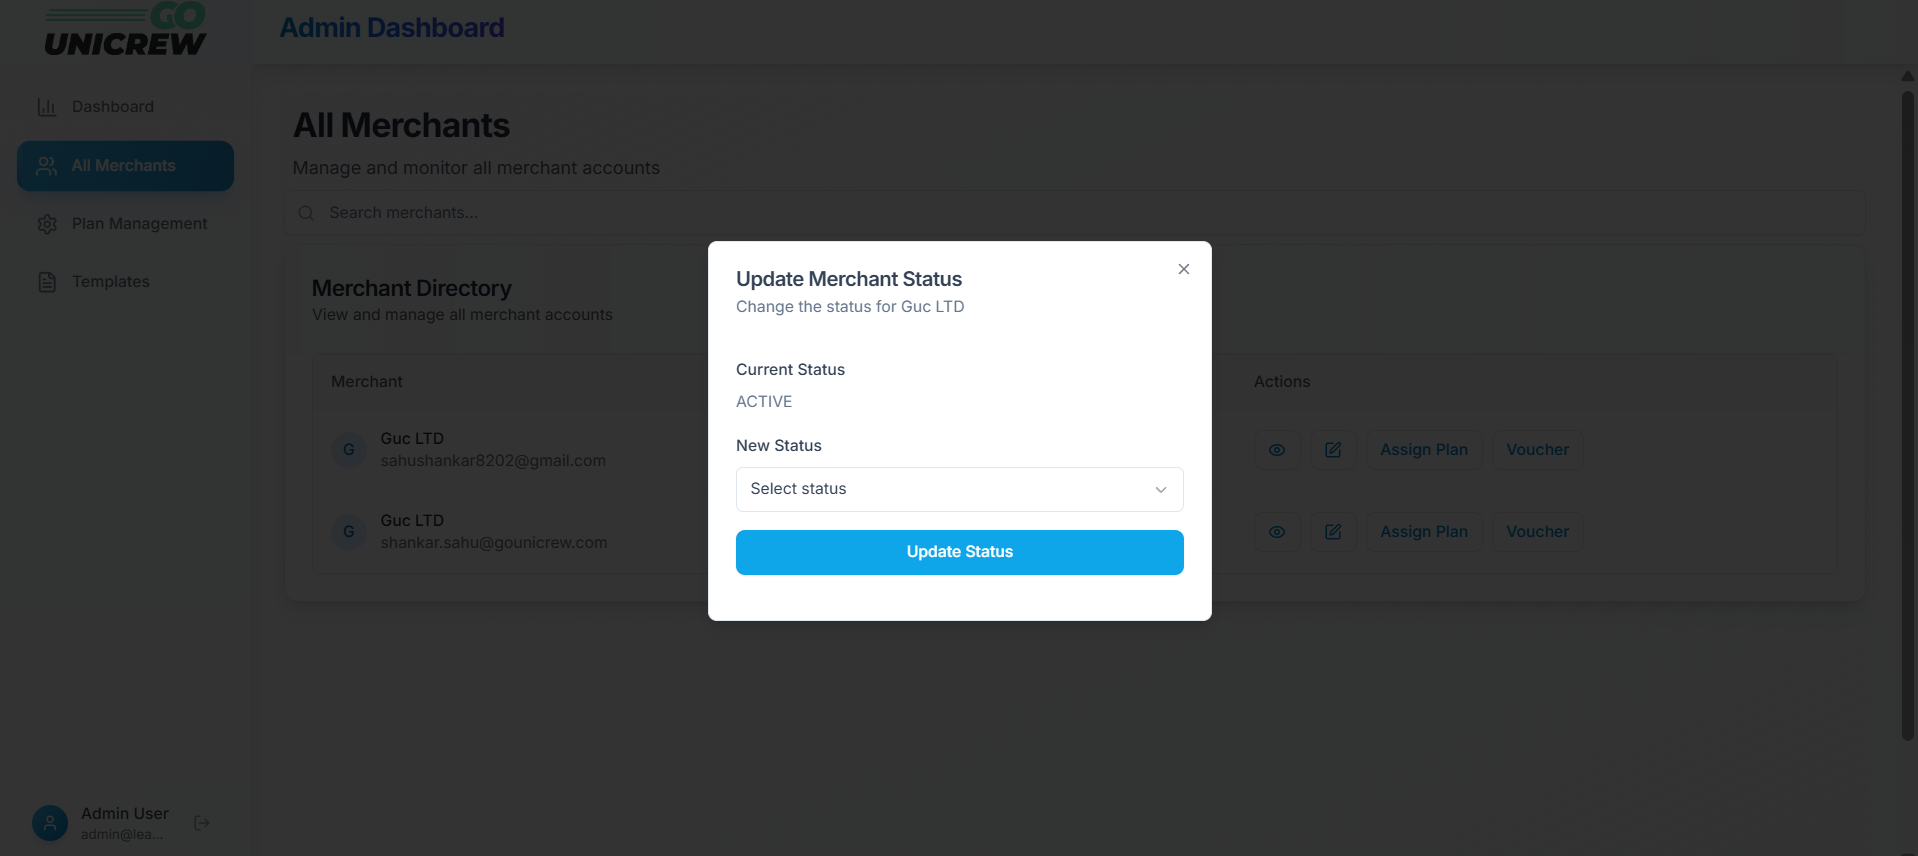 GO
UNICREW
Admin Dashboard
Dashboard
All Merchants
Plan Management
Templates
All Merchants
Manage and monitor all merchant accounts
Search merchants...
Merchant Directory
View and manage all merchant accounts
Merchant
Actions
G
Guc LTD
sahushankar8202@gmail.com
Assign Plan
Voucher
G
Guc LTD
shankar.sahu@gounicrew.com
Assign Plan
Voucher
Update Merchant Status
Change the status for Guc LTD
Current Status
ACTIVE
New Status
Select status
Update Status
Admin User
admin@lea...